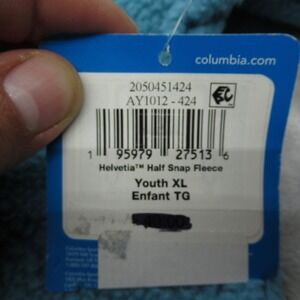 columbia.com
2050451424
AY1012 - 424
1 95979 27513 6
Helvetia™ Half Snap Fleece
Youth XL
Enfant TG